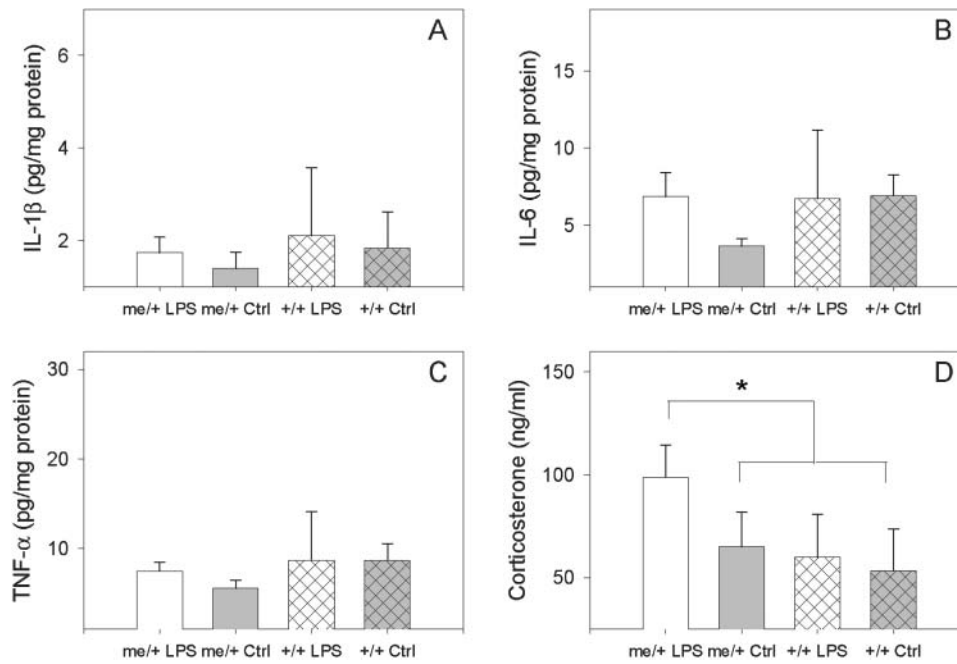 A
IL-1β (pg/mg protein)
6
4
2
me/+ LPS me/+ Ctrl +/+ LPS +/+ Ctrl
B
IL-6 (pg/mg protein)
15
10
5
me/+ LPS me/+ Ctrl +/+ LPS +/+ Ctrl
C
TNF-α (pg/mg protein)
30
20
10
me/+ LPS me/+ Ctrl +/+ LPS +/+ Ctrl
D
Corticosterone (ng/ml)
150
*
100
50
me/+ LPS me/+ Ctrl +/+ LPS +/+ Ctrl